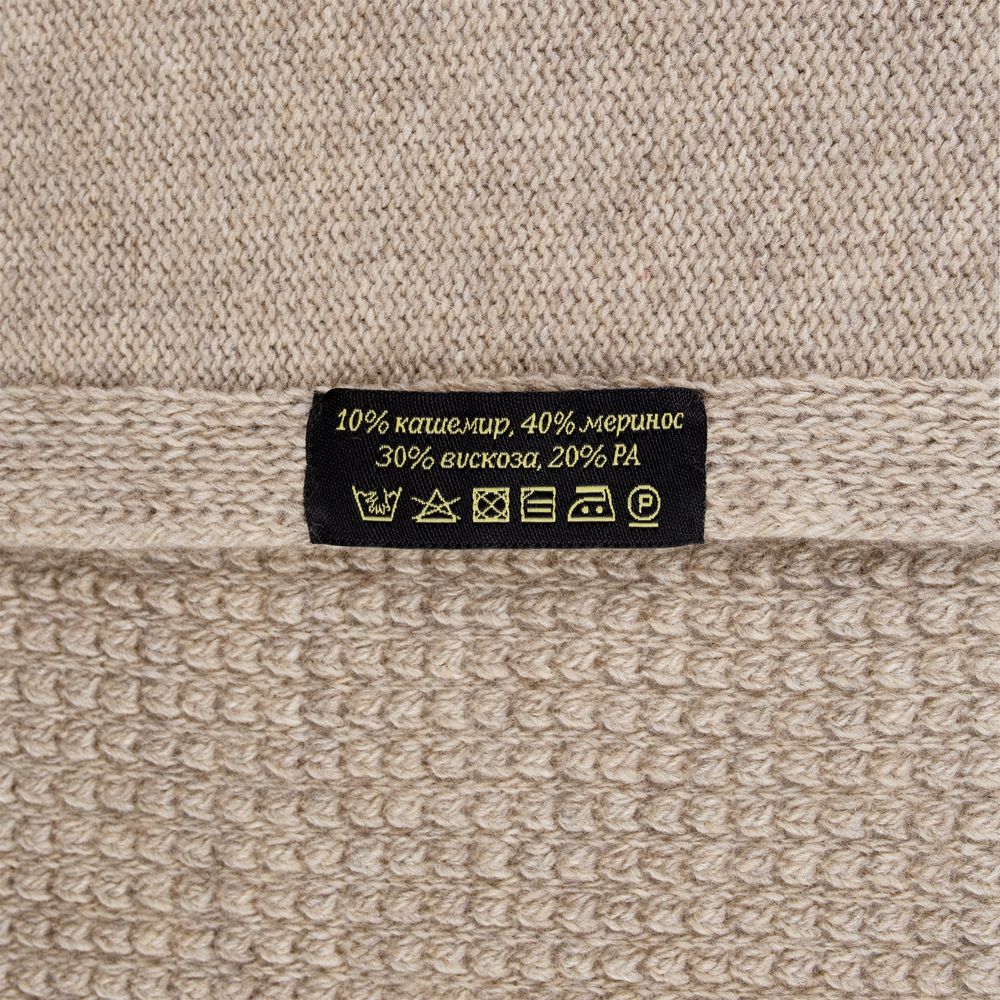 10% кашемир, 40% меринос
30% вискоза, 20% PA
P